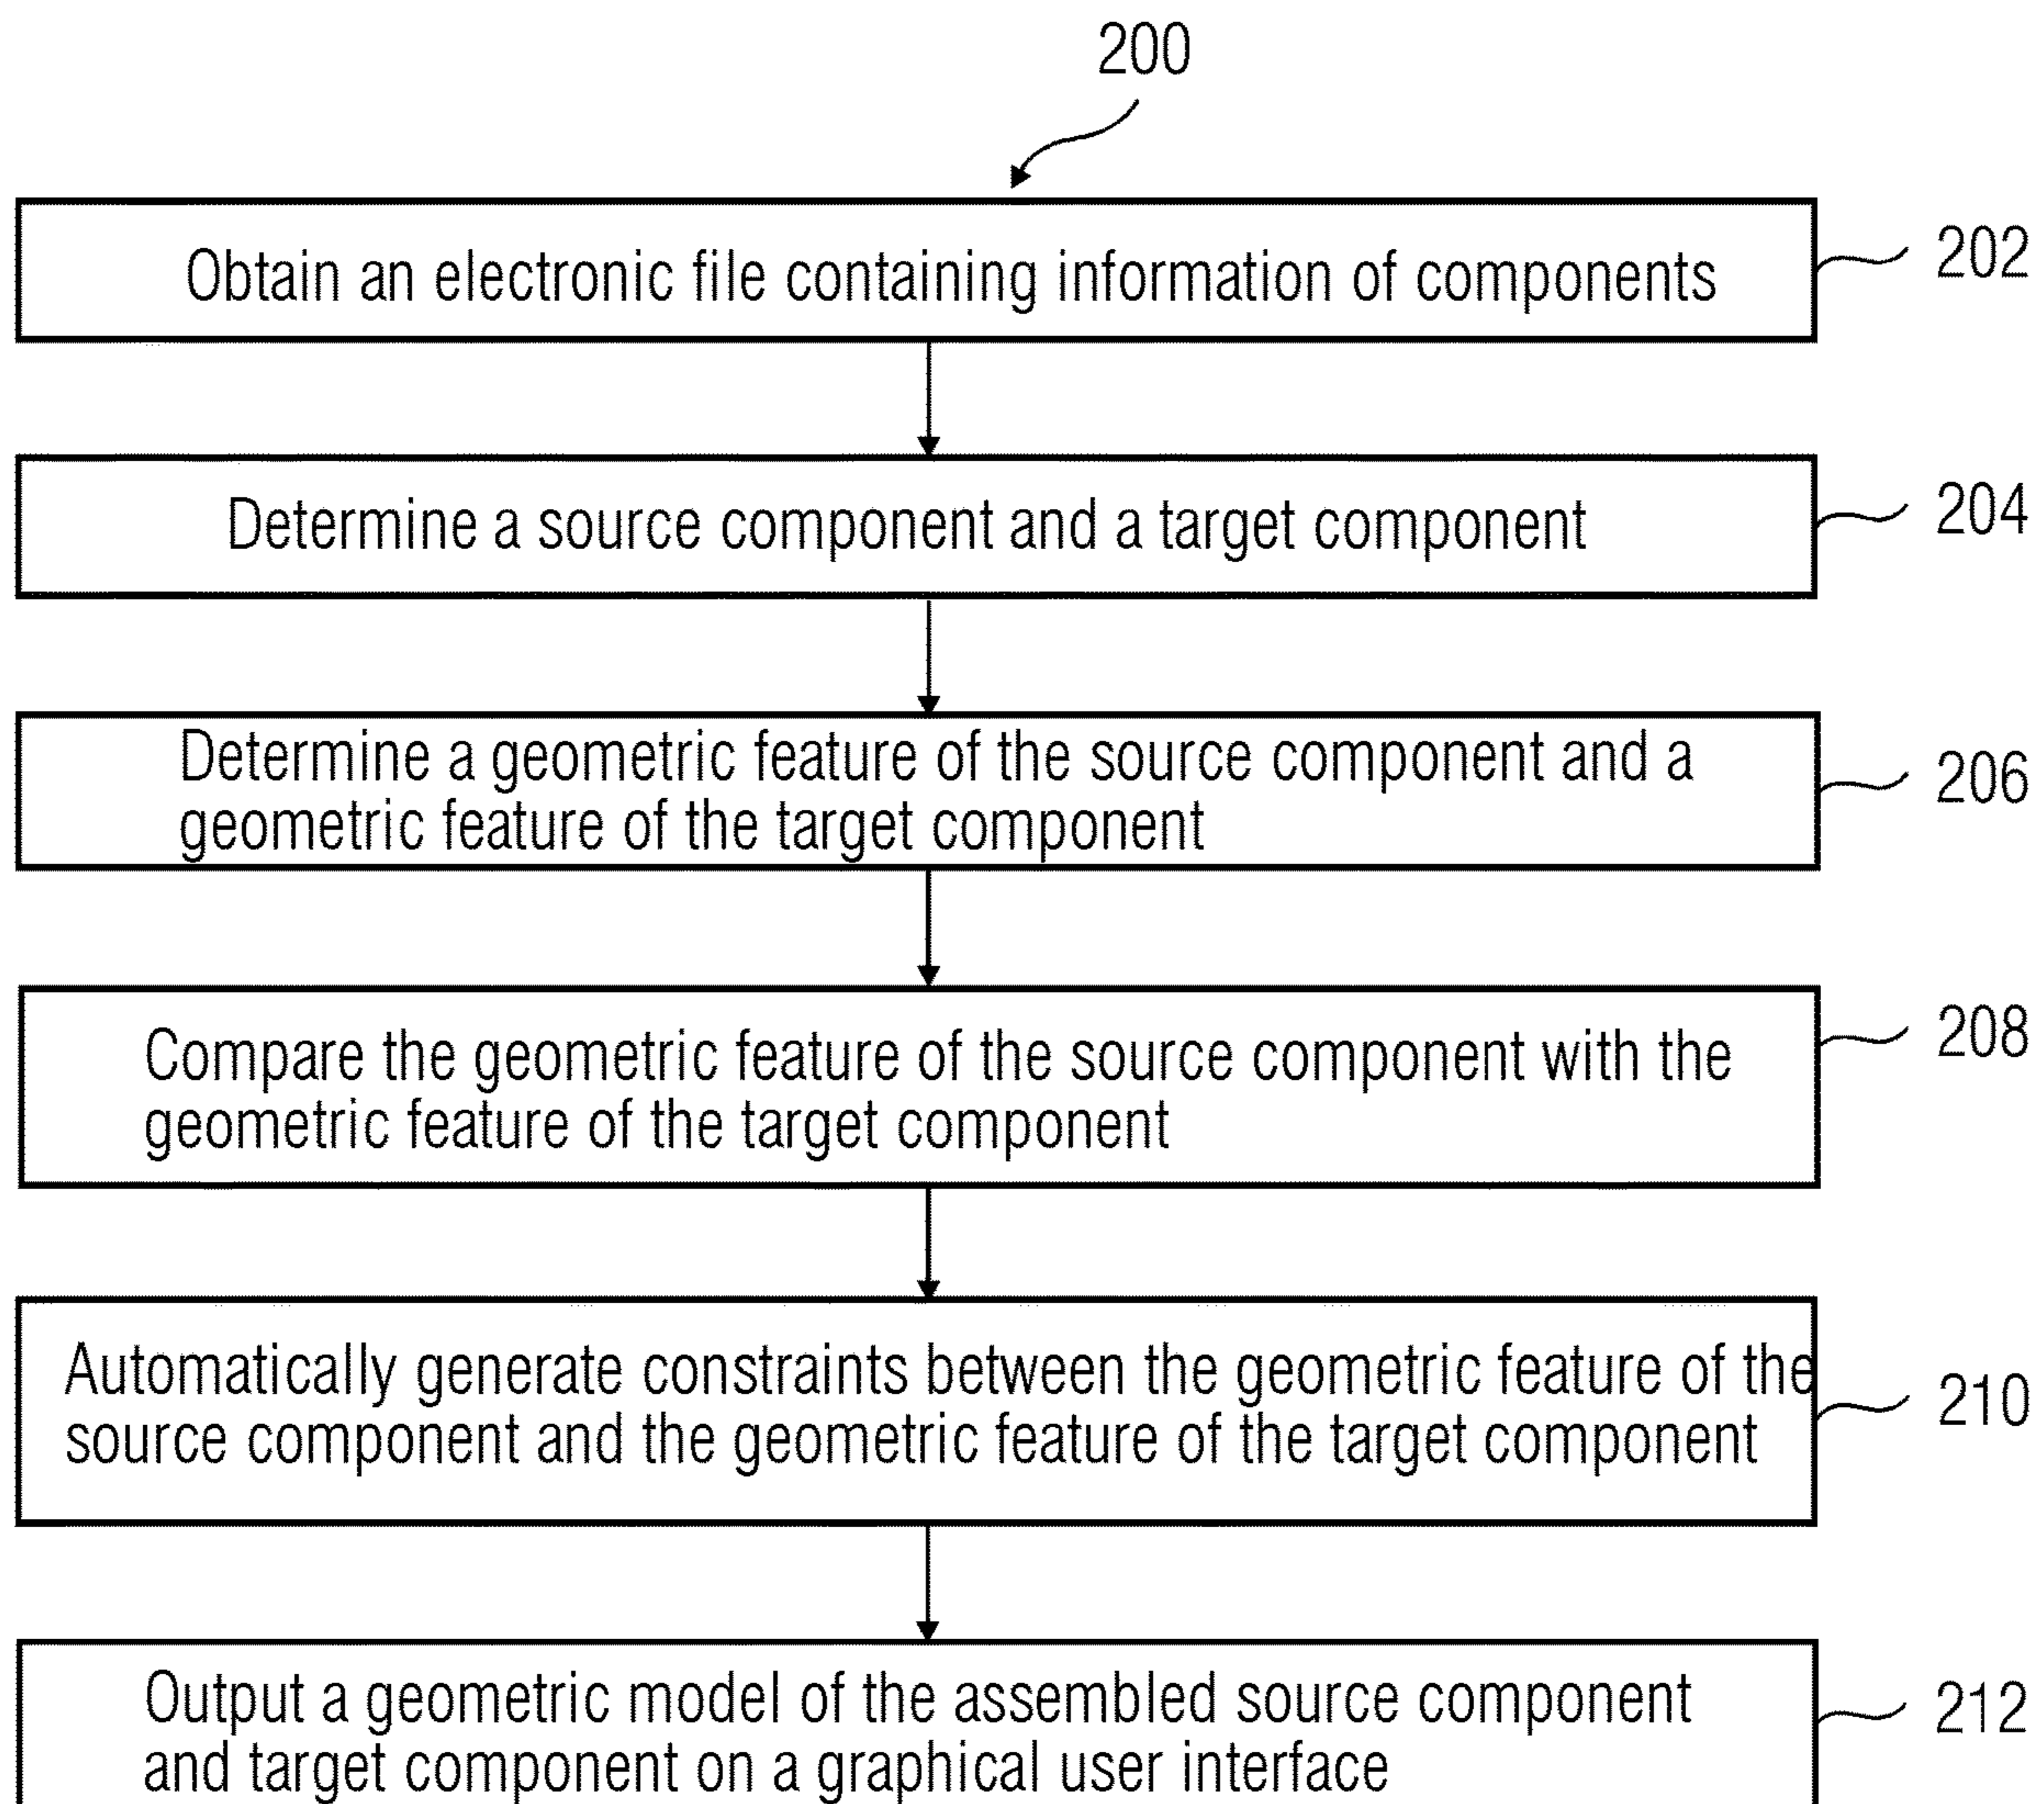 200
Obtain an electronic file containing information of components
202
Determine a source component and a target component
204
Determine a geometric feature of the source component and a
geometric feature of the target component
206
Compare the geometric feature of the source component with the
geometric feature of the target component
208
Automatically generate constraints between the geometric feature of the
source component and the geometric feature of the target component
210
Output a geometric model of the assembled source component
and target component on a graphical user interface
212